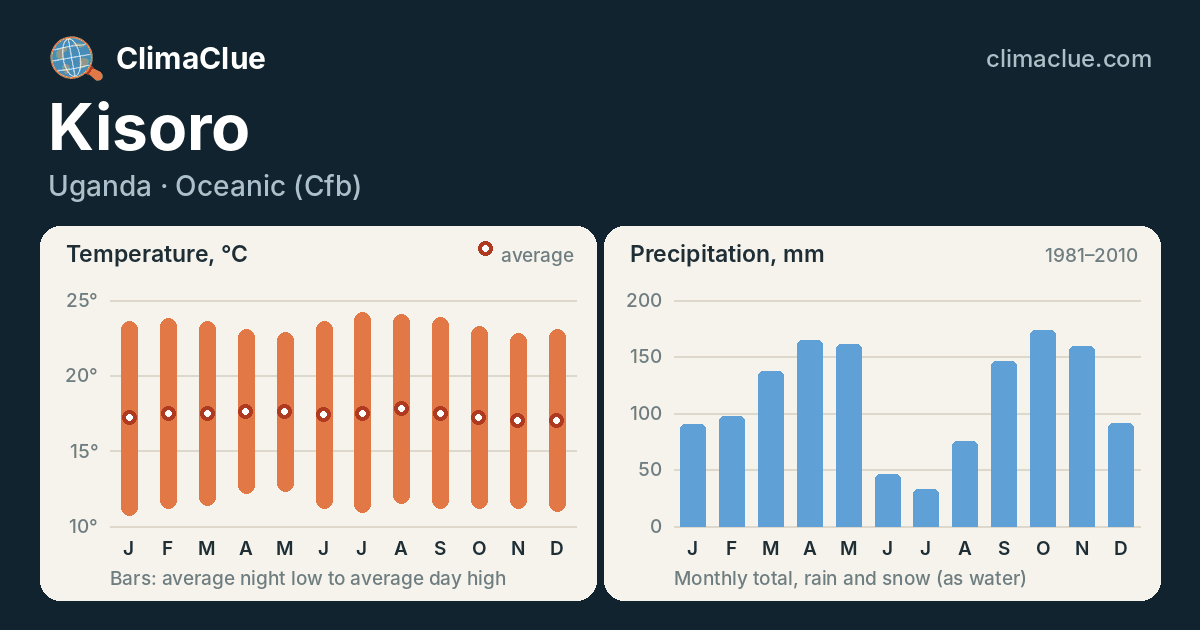 ClimaClue
climaclue.com
Kisoro
Uganda · Oceanic (Cfb)
Temperature, °C
average
25°
20°
15°
10°
J F M A M J J A S O N D
Bars: average night low to average day high
Precipitation, mm
1981–2010
200
150
100
50
0
J F M A M J J A S O N D
Monthly total, rain and snow (as water)